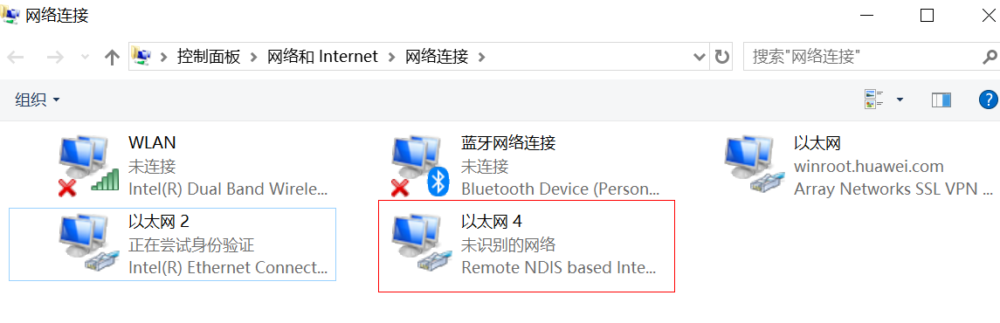 网络连接
控制面板 网络和 Internet 网络连接
搜索"网络连接"
组织
?
WLAN
未连接
Intel(R) Dual Band Wirele...
蓝牙网络连接
未连接
Bluetooth Device (Person...
以太网
winroot.huawei.com
Array Networks SSL VPN ...
以太网 2
正在尝试身份验证
Intel(R) Ethernet Connect...
以太网 4
未识别的网络
Remote NDIS based Inte...